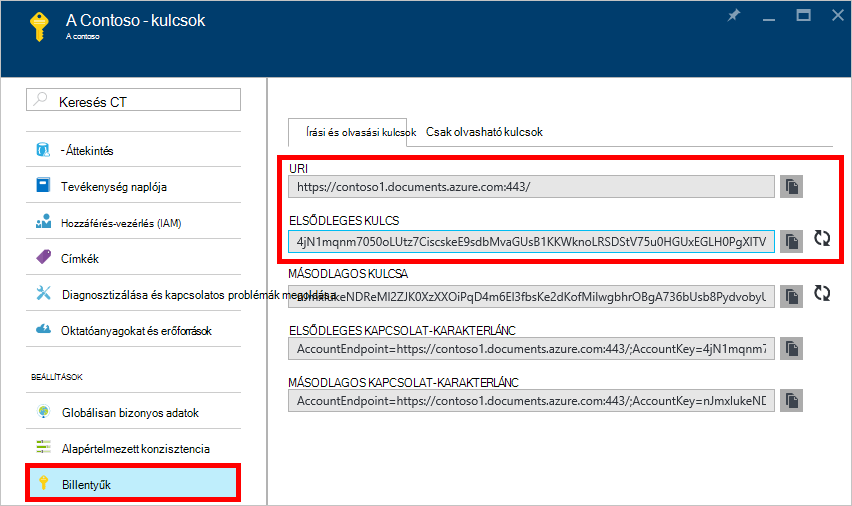 A Contoso - kulcsok
A contoso
Keresés CT
-Áttekintés
Tevékenység naplója
Hozzáférés-vezérlés (IAM)
Címkék
Diagnosztizálása és kapcsolatos problémák megoldása
Oktatóanyagokat és erőforrások
BEÁLLÍTÁSOK
Globálisan bizonyos adatok
Alapértelmezett konzisztencia
Billentyűk
Írási és olvasási kulcsok
Csak olvasható kulcsok
URI
https://contoso1.documents.azure.com:443/
ELSŐDLEGES KULCS
4jN1mqnm7050oLUtz7CiscskeE9sdbMvaGUsB1KKWknoLRSDStV75u0HGUxEGLH0PgXlTV
MÁSODLAGOS KULCSA
ELSŐDLEGES KAPCSOLAT-KARAKTERLÁNC
AccountEndpoint=https://contoso1.documents.azure.com:443/;AccountKey=4jN1mqnm7
MÁSODLAGOS KAPCSOLAT-KARAKTERLÁNC
AccountEndpoint=https://contoso1.documents.azure.com:443/;AccountKey=nJmxlukeND